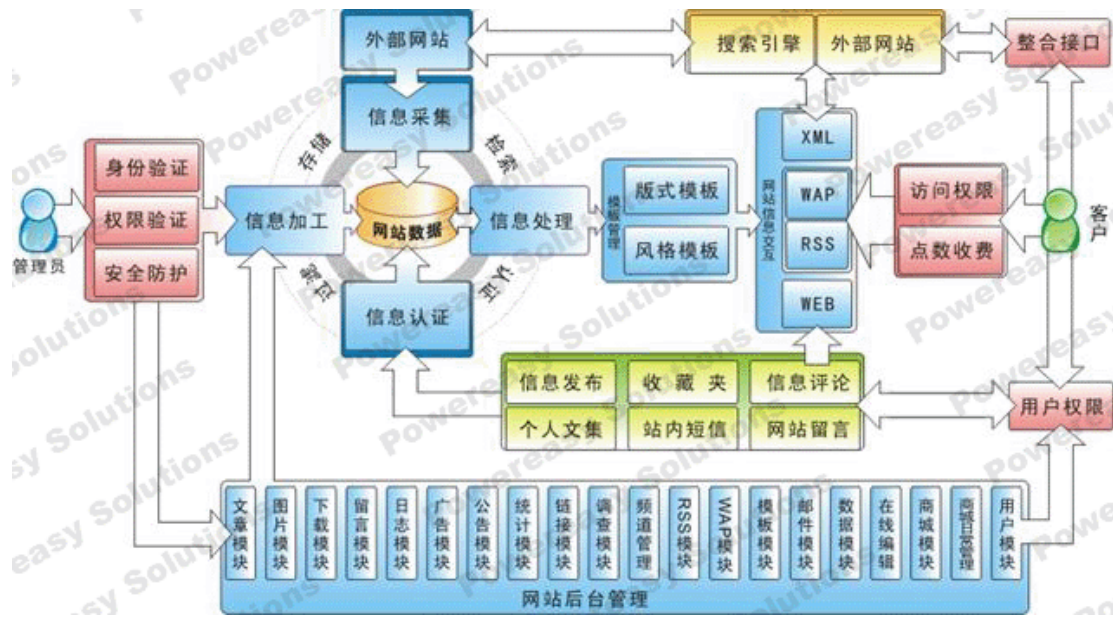 外部网站
搜索引擎
外部网站
整合接口
信息采集
存储
检索
XML
身份验证
权限验证
安全防护
管理员
信息加工
网站数据
信息处理
模板管理
版式模板
风格模板
网站信息交互
WAP
RSS
WEB
访问权限
点数收费
客户
过滤
认证
信息认证
信息发布
收藏夹
信息评论
个人文集
站内短信
网站留言
用户权限
文章模块
图片模块
下载模块
留言模块
日志模块
广告模块
公告模块
统计模块
链接模块
调查模块
频道管理
RSS模块
WAP模块
模板模块
邮件模块
数据模块
在线编辑
商城模块
商城日常管理
用户模块
网站后台管理
Powereasy Solutions